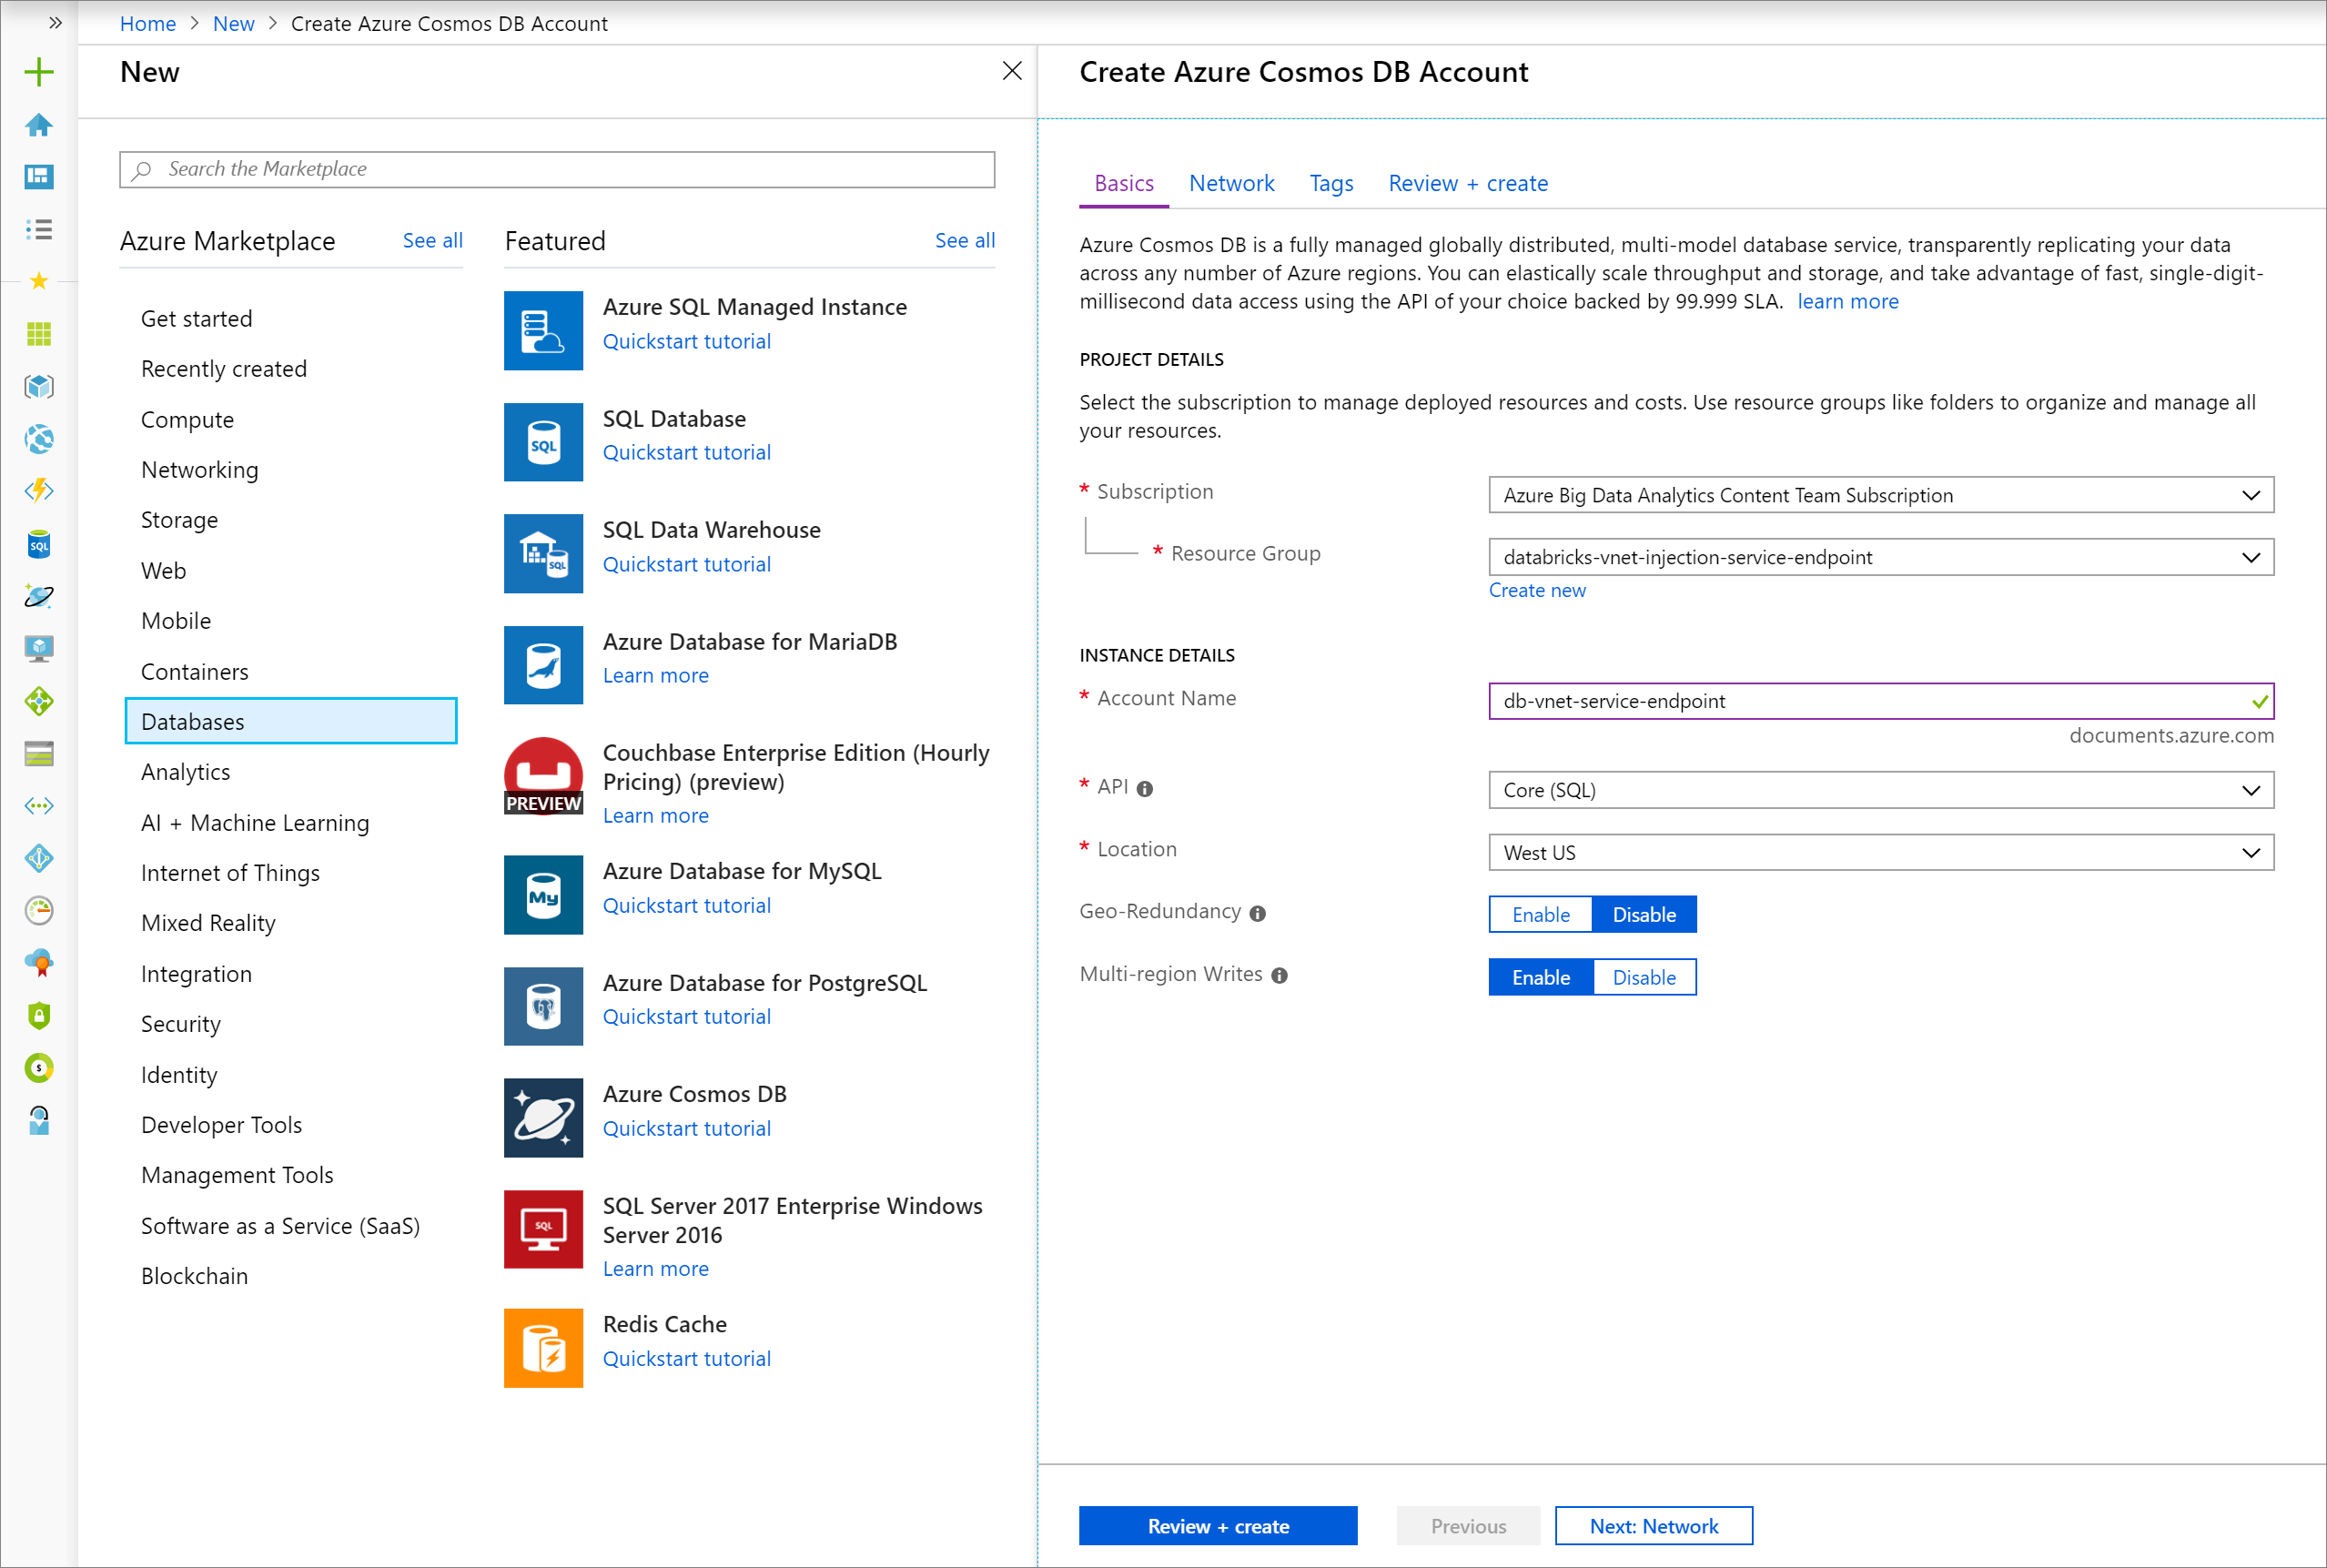 Home > New > Create Azure Cosmos DB Account
New
Search the Marketplace
Azure Marketplace See all
Get started
Recently created
Compute
Networking
Storage
Web
Mobile
Containers
Databases
Analytics
AI + Machine Learning
Internet of Things
Mixed Reality
Integration
Security
Identity
Developer Tools
Management Tools
Software as a Service (SaaS)
Blockchain
Featured See all
Azure SQL Managed Instance
Quickstart tutorial
SQL
SQL Database
Quickstart tutorial
SQL
SQL Data Warehouse
Quickstart tutorial
Azure Database for MariaDB
Learn more
PREVIEW
Couchbase Enterprise Edition (Hourly
Pricing) (preview)
Learn more
My
Azure Database for MySQL
Quickstart tutorial
Azure Database for PostgreSQL
Quickstart tutorial
Azure Cosmos DB
Quickstart tutorial
SQL
SQL Server 2017 Enterprise Windows
Server 2016
Learn more
Redis Cache
Quickstart tutorial
SQL
Create Azure Cosmos DB Account
Basics Network Tags Review + create
Azure Cosmos DB is a fully managed globally distributed, multi-model database service, transparently replicating your data
across any number of Azure regions. You can elastically scale throughput and storage, and take advantage of fast, single-digit-
millisecond data access using the API of your choice backed by 99.999 SLA. learn more
PROJECT DETAILS
Select the subscription to manage deployed resources and costs. Use resource groups like folders to organize and manage all
your resources.
* Subscription Azure Big Data Analytics Content Team Subscription
* Resource Group databricks-vnet-injection-service-endpoint
Create new
INSTANCE DETAILS
* Account Name db-vnet-service-endpoint
documents.azure.com
* API Core (SQL)
* Location West US
Geo-Redundancy Enable Disable
Multi-region Writes Enable Disable
Review + create Previous Next: Network